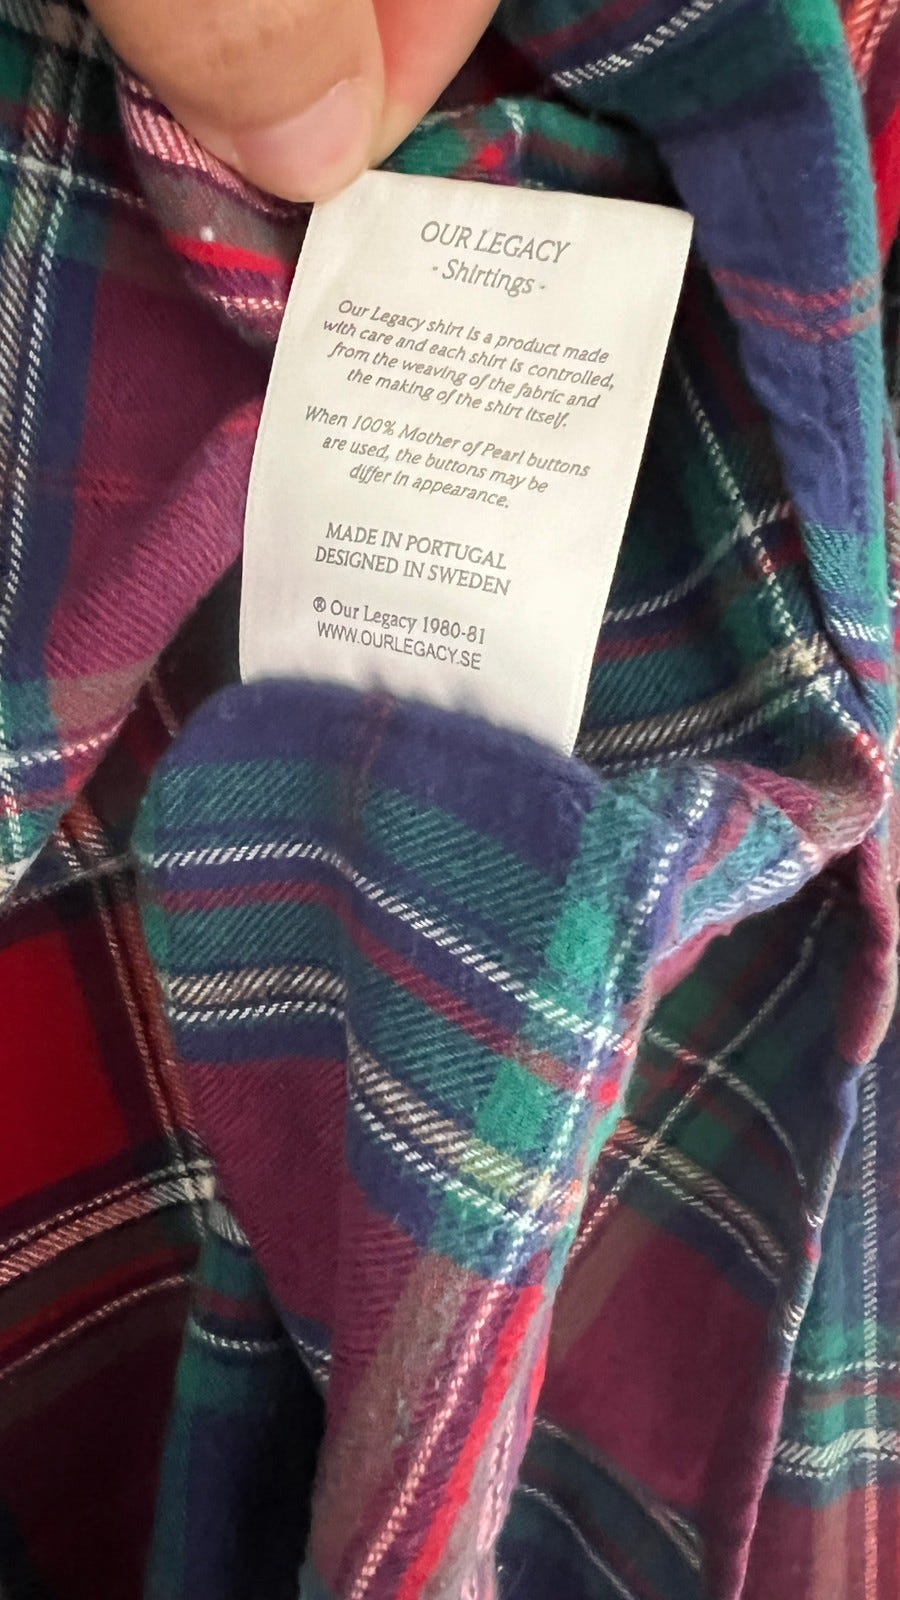 OUR LEGACY
- Shirtings -
Our Legacy shirt is a product made
with care and each shirt is controlled,
from the weaving of the fabric and
the making of the shirt itself.
When 100% Mother of Pearl buttons
are used, the buttons may be
differ in appearance.
MADE IN PORTUGAL
DESIGNED IN SWEDEN
® Our Legacy 1980-81
WWW.OURLEGACY.SE